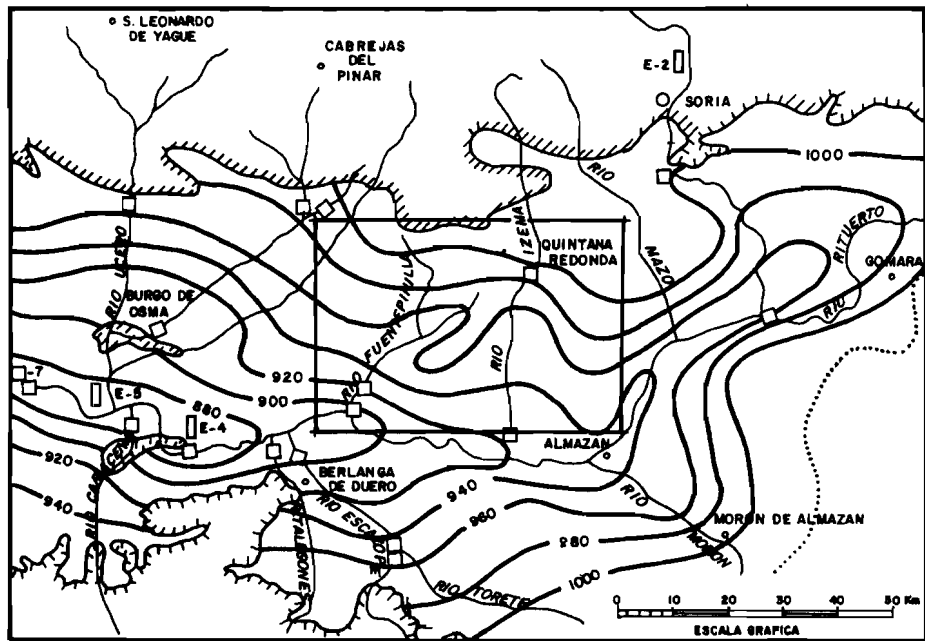 S. LEONARDO
DE YAGUE
CABREJAS
DEL
PINAR
E-2
SORIA
1000
RIO
IZEMA
RIO
MAZO
RITUERTO
GOMARA
RIO
QUINTANA
REDONDA
RIO UCERO
BURGO DE
OSMA
RIO FUENTEPINILLA
RIO
920
900
880
-7
E-5
E-4
920
940
ALMAZAN
BERLANGA
DE DUERO
RIO ESCALOTE
RIO TORETE
940
960
980
1000
RIO
MORON
MORON DE ALMAZAN
0 10 20 30 50 Km
ESCALA GRAFICA